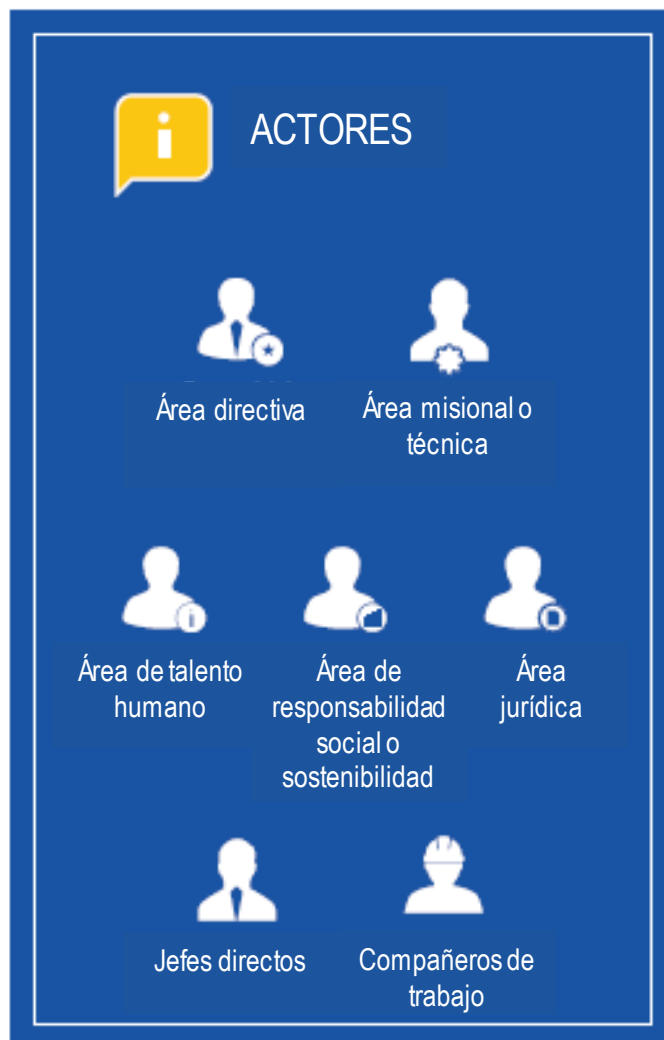 i
ACTORES
Área directiva
Área misional o
técnica
Área de talento
humano
Área de
responsabilidad
social o
sostenibilidad
Área
jurídica
Jefes directos
Compañeros de
trabajo